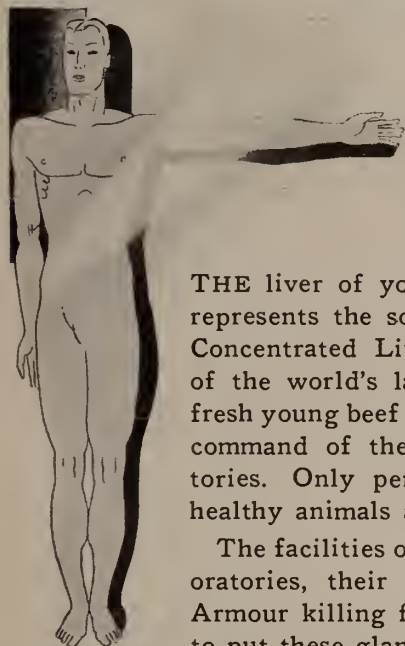 THE liver of yo
represents the so
Concentrated Li
of the world's la
fresh young beef
command of the
tories. Only per
healthy animals a
The facilities o
oratories, their
Armour killing f
to put these glan